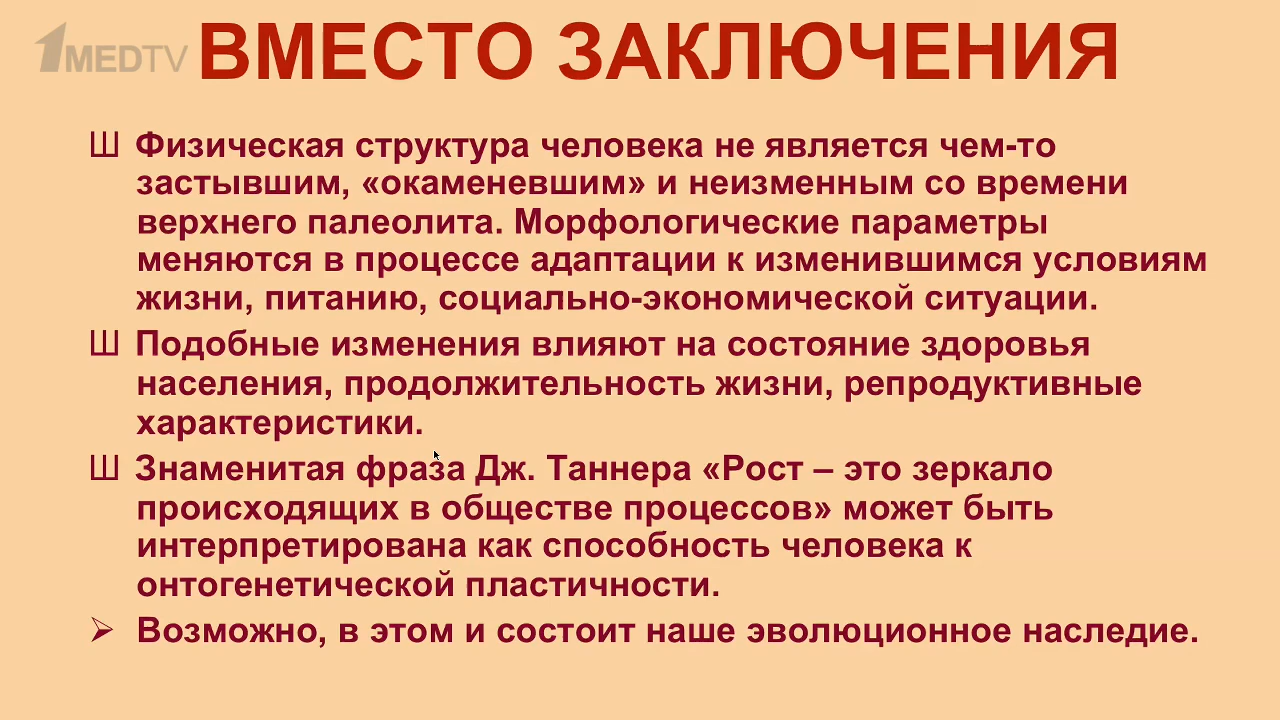 1MEDTV
ВМЕСТО ЗАКЛЮЧЕНИЯ
Ш Физическая структура человека не является чем-то
застывшим, «окаменевшим» и неизменным со времени
верхнего палеолита. Морфологические параметры
меняются в процессе адаптации к изменившимся условиям
жизни, питанию, социально-экономической ситуации.
Ш Подобные изменения влияют на состояние здоровья
населения, продолжительность жизни, репродуктивные
характеристики.
Ш Знаменитая фраза Дж. Таннера «Рост – это зеркало
происходящих в обществе процессов» может быть
интерпретирована как способность человека к
онтогенетической пластичности.
➢ Возможно, в этом и состоит наше эволюционное наследие.